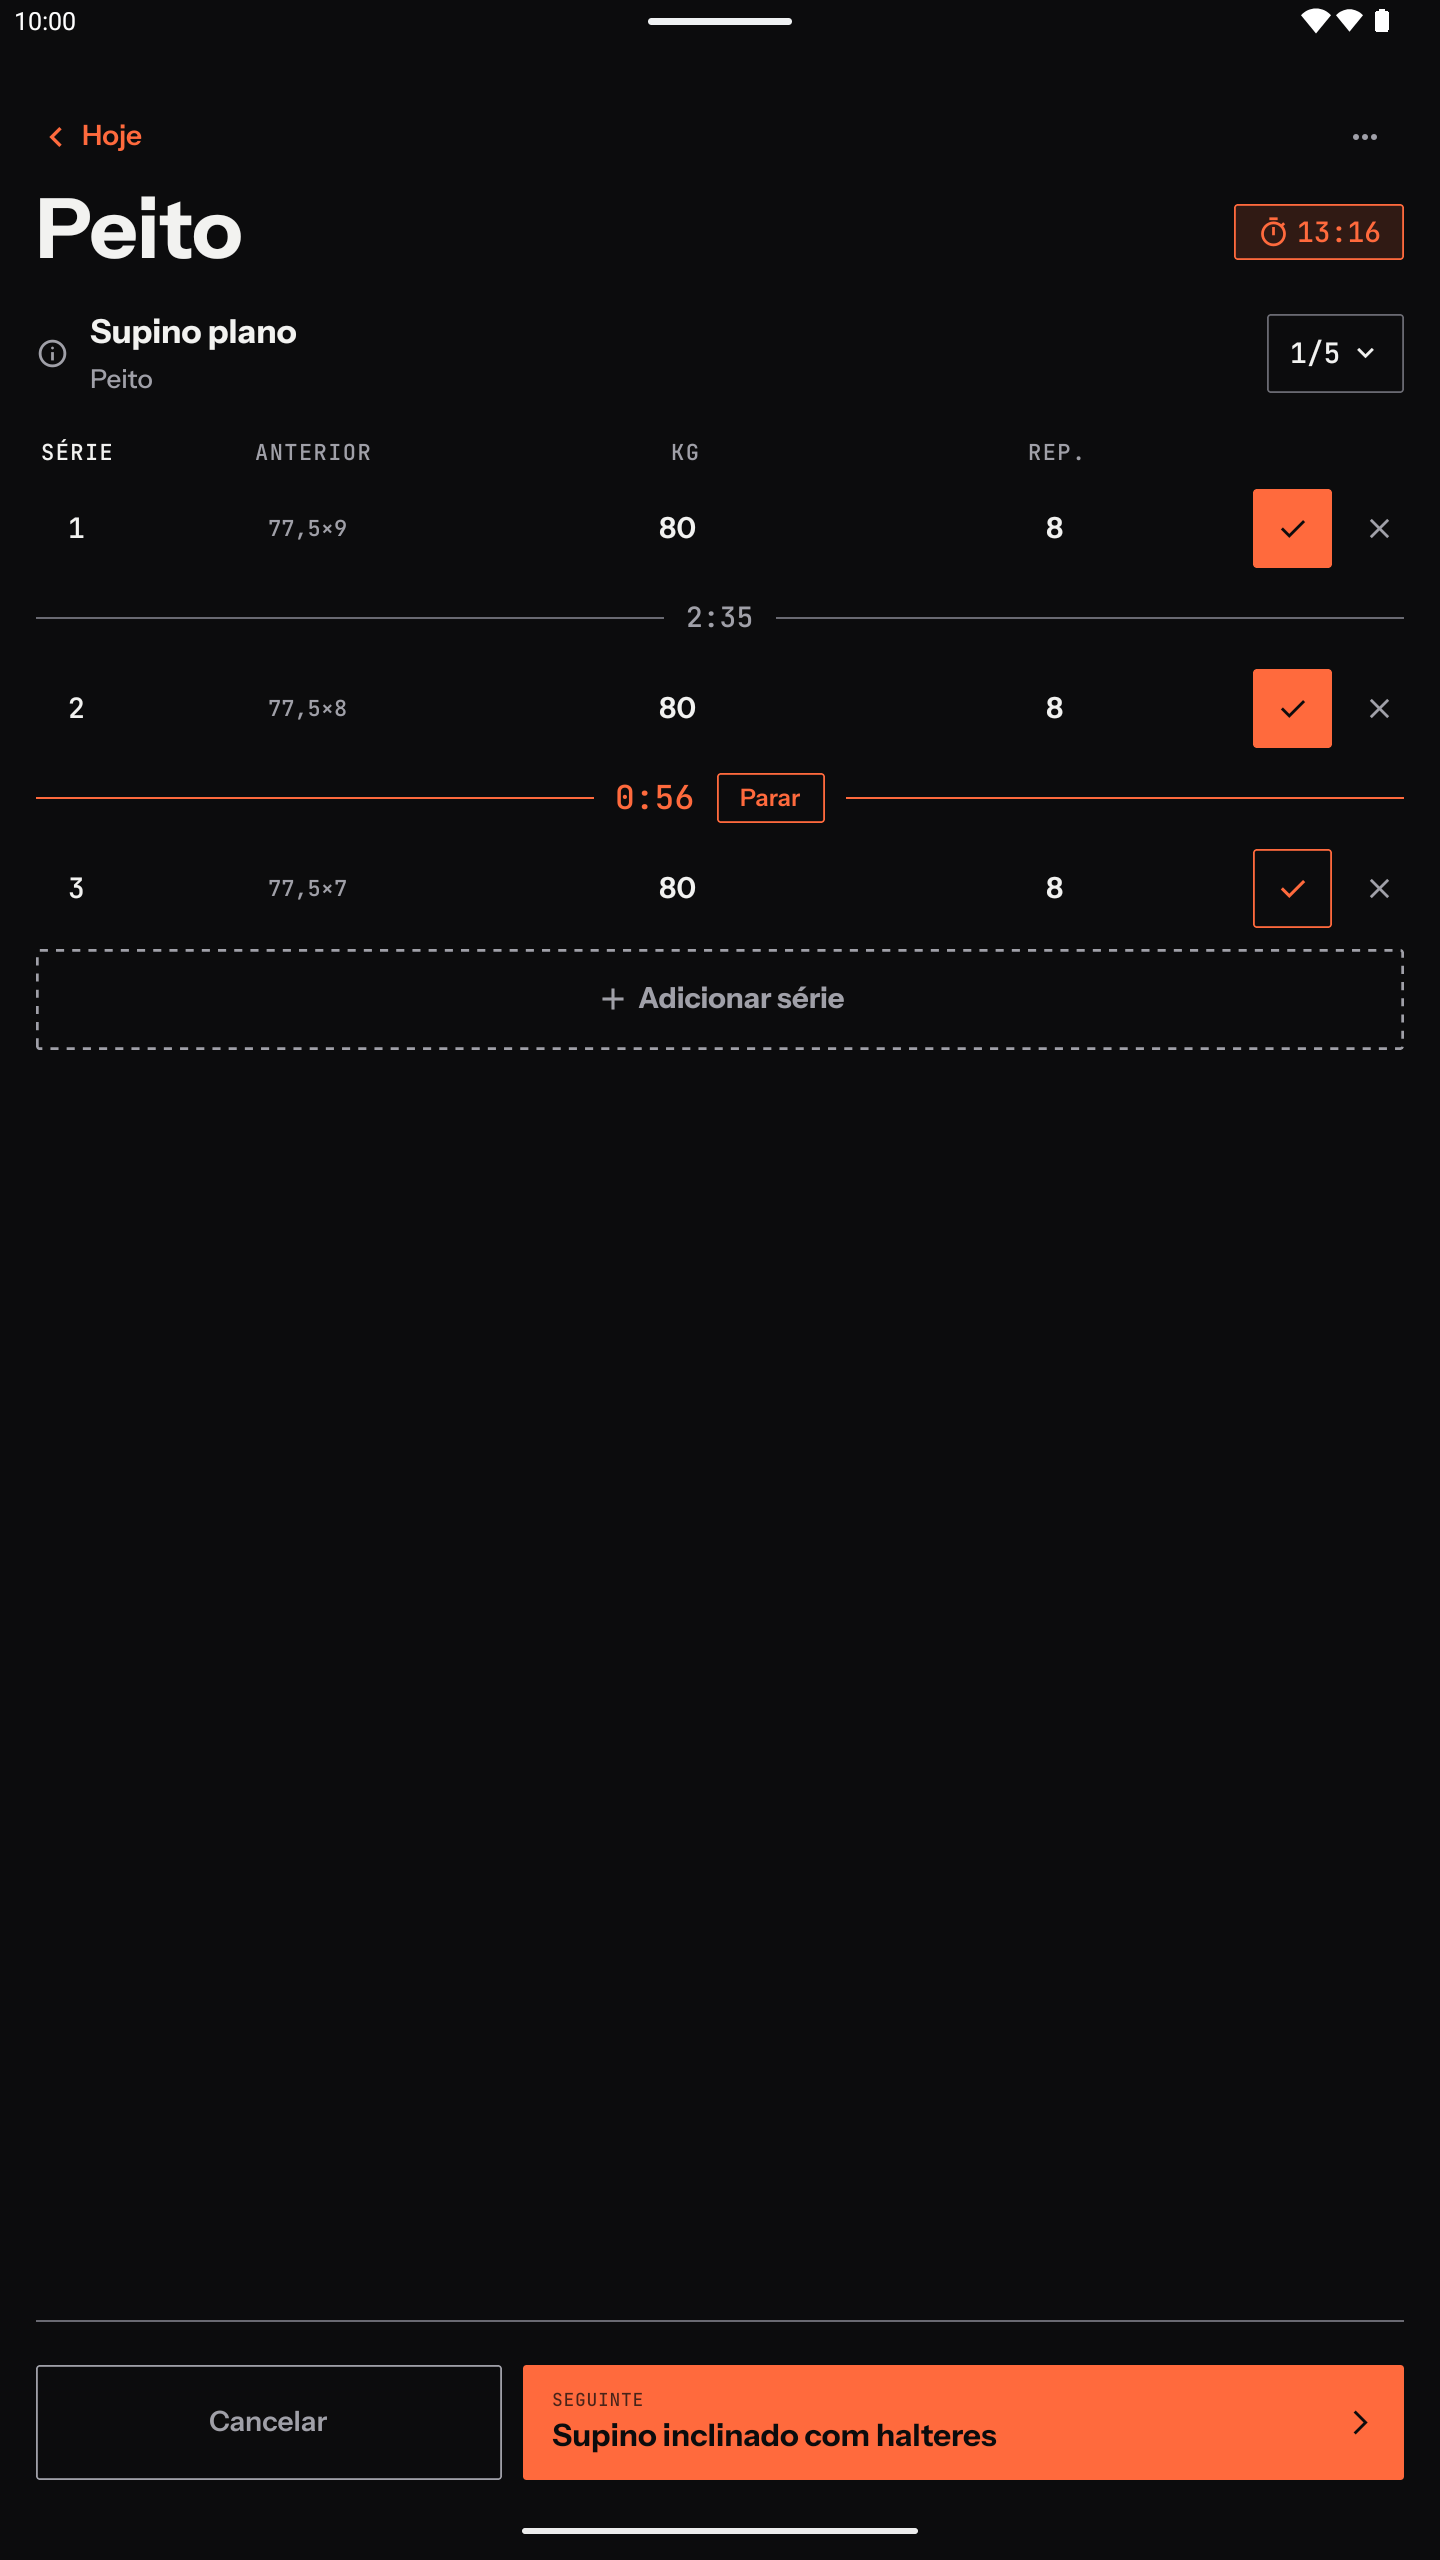 10:00
Hoje
Peito
13:16
Supino plano
Peito
1/5
SÉRIE ANTERIOR KG REP.
1 77,5×9 80 8
2:35
2 77,5×8 80 8
0:56 Parar
3 77,5×7 80 8
+ Adicionar série
Cancelar
SEGUINTE
Supino inclinado com halteres